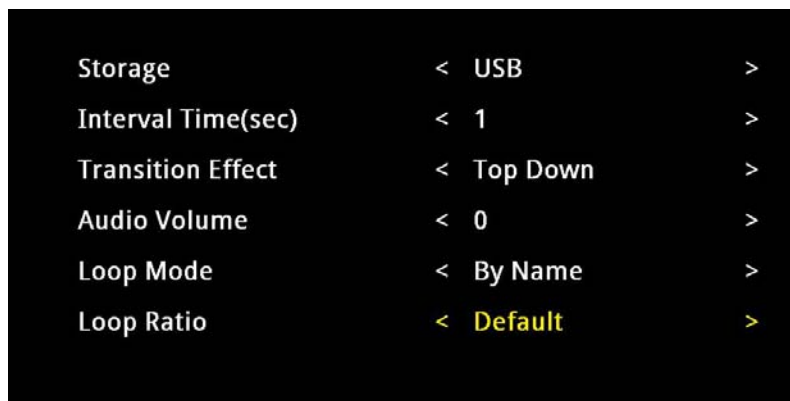 Storage < USB >
Interval Time(sec) < 1 >
Transition Effect < Top Down >
Audio Volume < 0 >
Loop Mode < By Name >
Loop Ratio < Default >